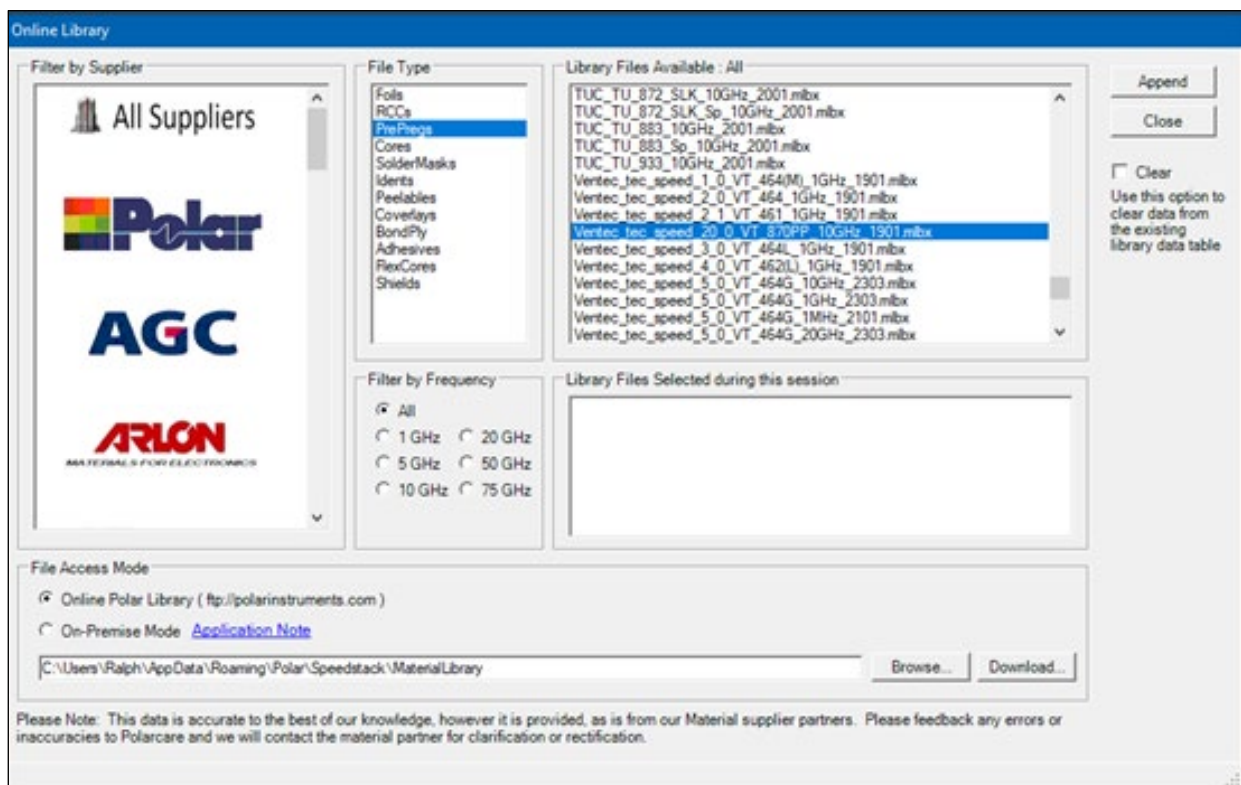 Online Library
Filter by Supplier
All Suppliers
Polar
AGC
ARLON
MATERIALS FOR ELECTRONICS
File Type
Foils
RCCs
PrePregs
Cores
SolderMasks
Idents
Peelables
Coverlays
BondPly
Adhesives
FlexCores
Shields
Library Files Available : All
TUC_TU_872_SLK_10GHz_2001.mlbx
TUC_TU_872_SLK_Sp_10GHz_2001.mlbx
TUC_TU_883_10GHz_2001.mlbx
TUC_TU_883_Sp_10GHz_2001.mlbx
TUC_TU_933_10GHz_2001.mlbx
Ventec_tec_speed_1_0_VT_464(M)_1GHz_1901.mlbx
Ventec_tec_speed_2_0_VT_464_1GHz_1901.mlbx
Ventec_tec_speed_2_1_VT_461_1GHz_1901.mlbx
Ventec_tec_speed_20_0_VT_870PP_10GHz_1901.mlbx
Ventec_tec_speed_3_0_VT_464L_1GHz_1901.mlbx
Ventec_tec_speed_4_0_VT_462(L)_1GHz_1901.mlbx
Ventec_tec_speed_5_0_VT_464G_10GHz_2303.mlbx
Ventec_tec_speed_5_0_VT_464G_1GHz_2303.mlbx
Ventec_tec_speed_5_0_VT_464G_1MHz_2101.mlbx
Ventec_tec_speed_5_0_VT_464G_20GHz_2303.mlbx
Append
Close
Clear
Use this option to
clear data from
the existing
library data table
Filter by Frequency
All
1 GHz 20 GHz
5 GHz 50 GHz
10 GHz 75 GHz
Library Files Selected during this session
File Access Mode
Online Polar Library ( ftp://polarinstruments.com )
On-Premise Mode Application Note
C:\Users\Ralph\AppData\Roaming\Polar\Speedstack\MaterialLibrary
Browse...
Download...
Please Note: This data is accurate to the best of our knowledge, however it is provided, as is from our Material supplier partners. Please feedback any errors or
inaccuracies to Polarcare and we will contact the material partner for clarification or rectification.